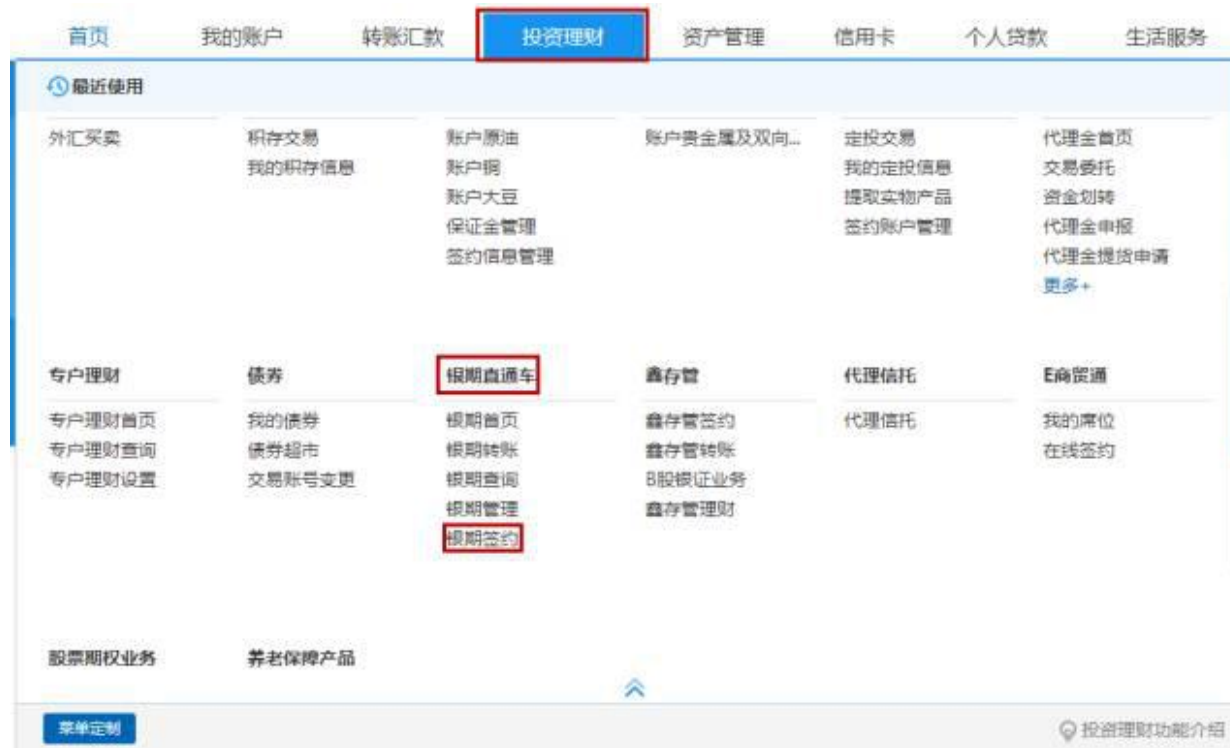 首页 我的账户 转账汇款 投资理财 资产管理 信用卡 个人贷款 生活服务
最近使用
外汇买卖 积存交易 账户原油 账户贵金属及双向... 定投交易 代理金首页
我的积存信息 账户铜 我的定投信息 交易委托
账户大豆 提取实物产品 资金划转
保证金管理 签约账户管理 代理金申报
签约信息管理 代理金提货申请
更多+
专户理财 债券 银期直通车 鑫存管 代理信托 E商贸通
专户理财首页 我的债券 银期首页 鑫存管签约 代理信托 我的席位
专户理财查询 债券超市 银期转账 鑫存管转账 在线签约
专户理财设置 交易账号变更 银期查询 B股银证业务
银期管理 鑫存管理财
银期签约
股票期权业务 养老保障产品
菜单定制 投资理财功能介绍